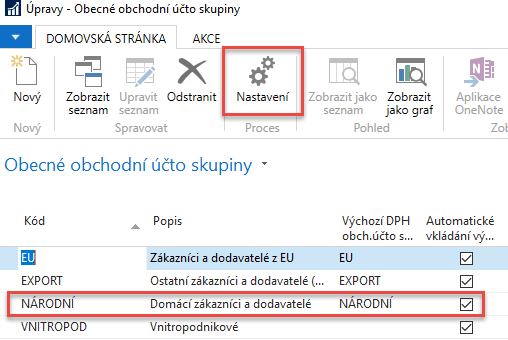 Úpravy - Obecné obchodní účto skupiny
DOMOVSKÁ STRÁNKA AKCE
Nový
Zobrazit seznam
Upravit seznam
Odstranit
Nastavení
Zobrazit jako seznam
Zobrazit jako graf
Aplikace OneNote
Nový Spravovat Proces Pohled Zob
Obecné obchodní účto skupiny
Kód Popis Výchozí DPH obch.účto s... Automatické vkládání vý...
EU Zákazníci a dodavatelé z EU EU
EXPORT Ostatní zákazníci a dodavatelé (... EXPORT
NÁRODNÍ Domácí zákazníci a dodavatelé NÁRODNÍ
VNITROPOD Vnitropodnikové